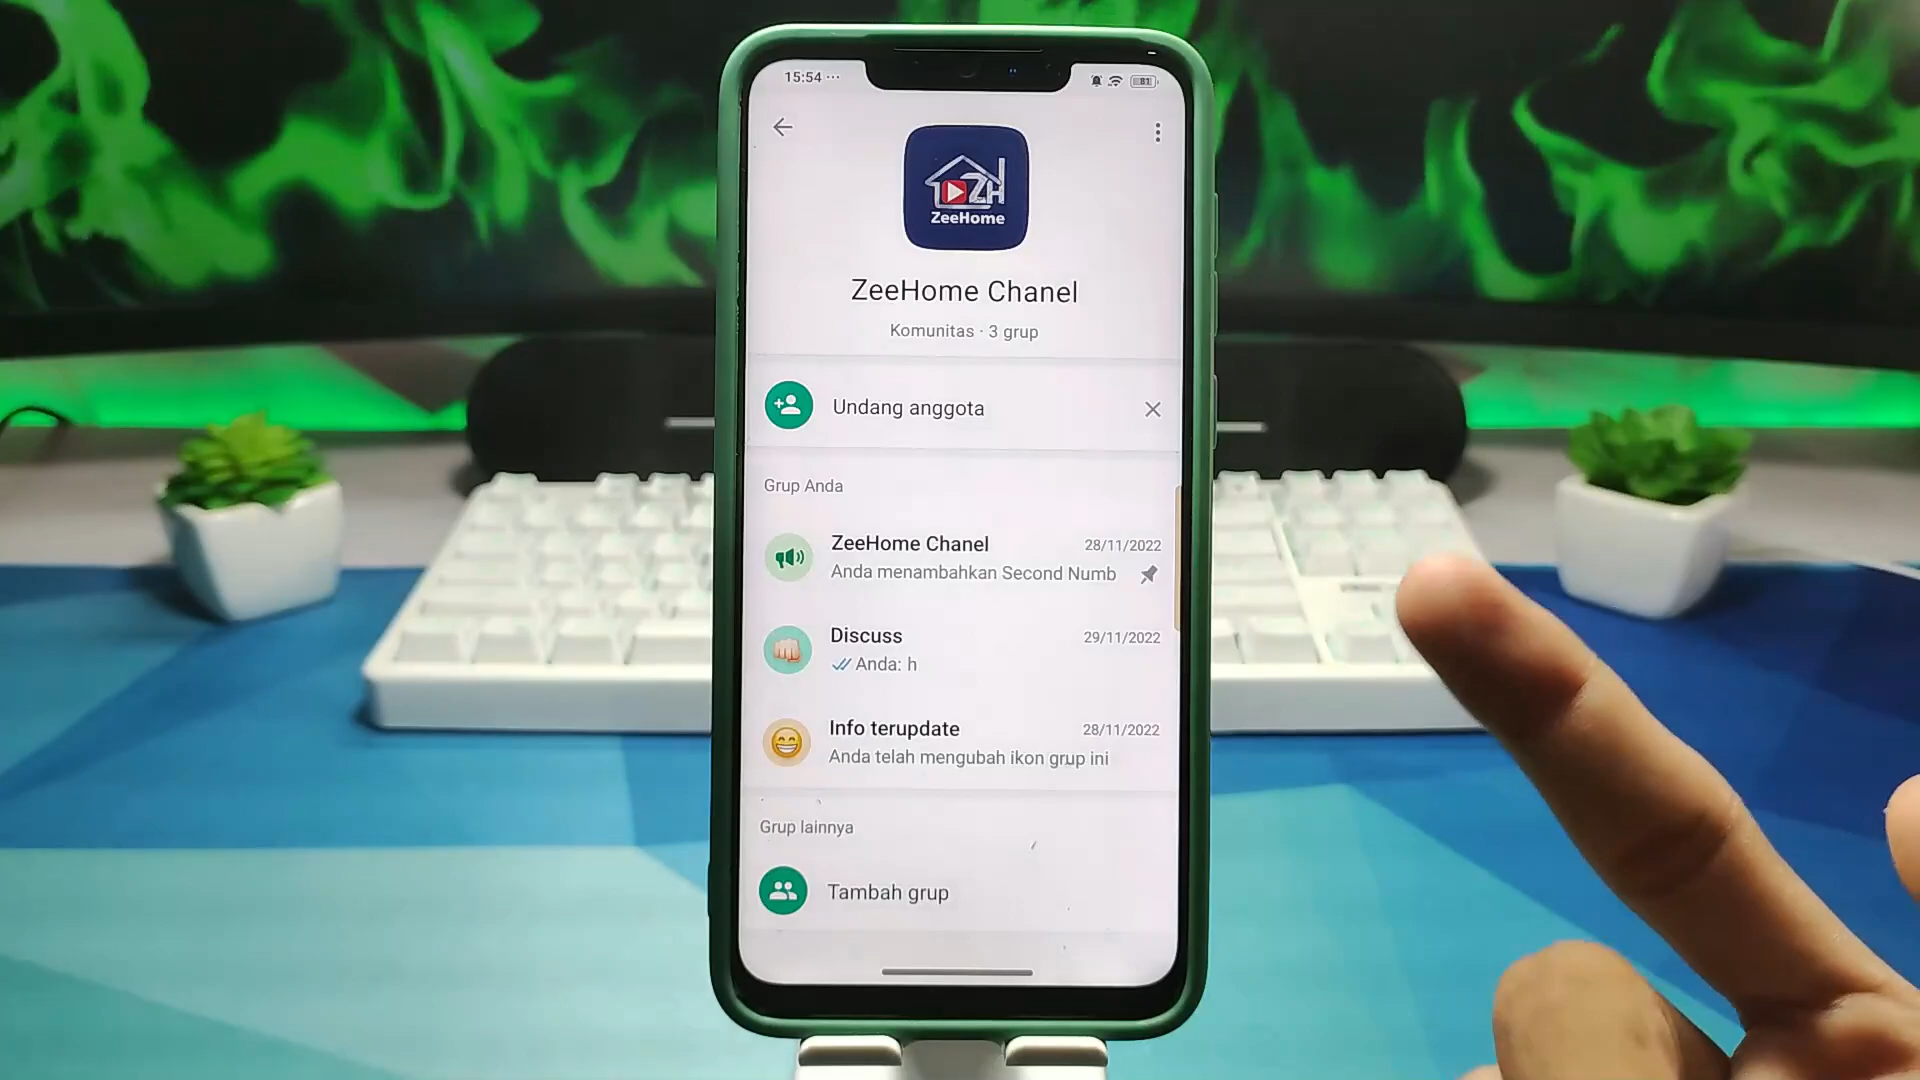 15:54 ...
81
ZH
ZeeHome
ZeeHome Chanel
Komunitas · 3 grup
Undang anggota
Grup Anda
ZeeHome Chanel 28/11/2022
Anda menambahkan Second Numb
Discuss 29/11/2022
Anda: h
Info terupdate 28/11/2022
Anda telah mengubah ikon grup ini
Grup lainnya
Tambah grup